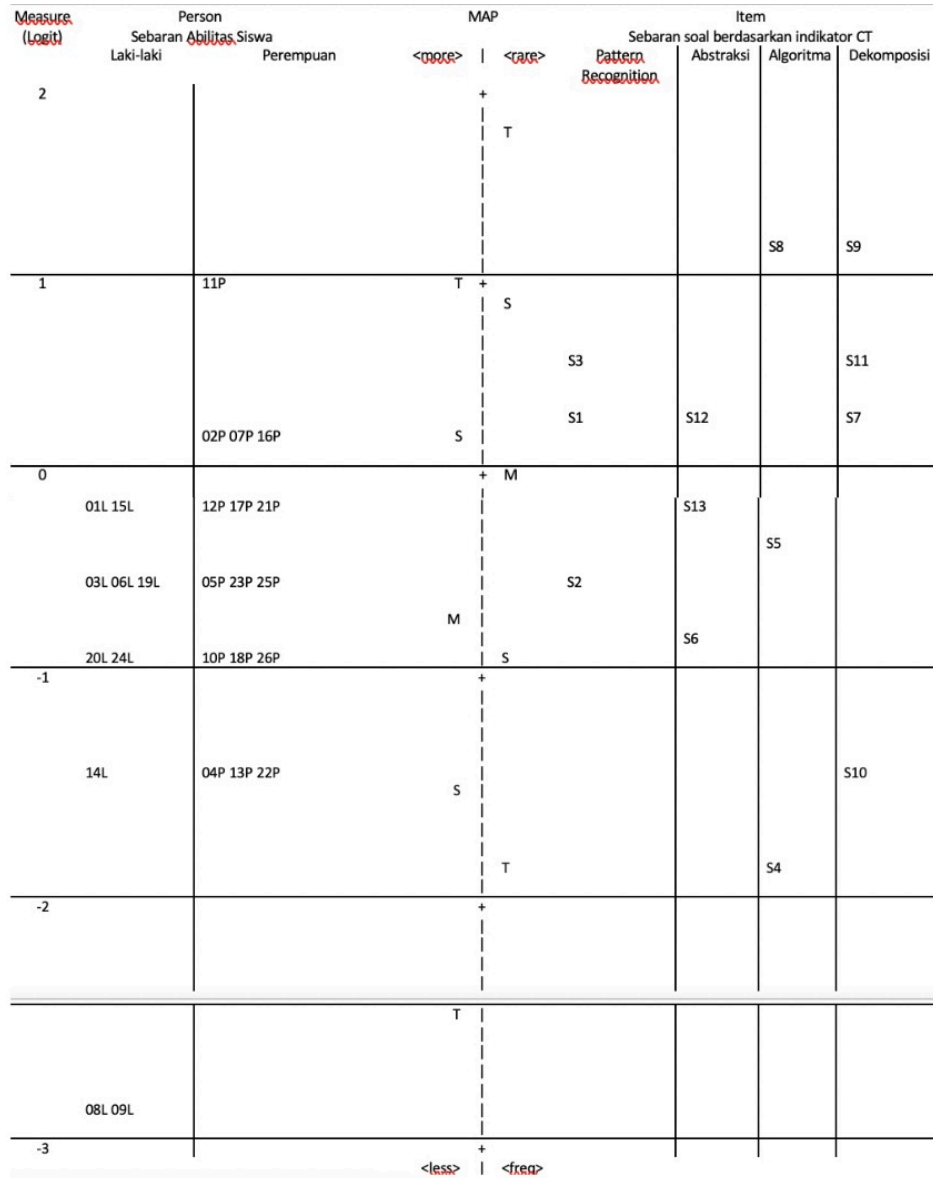 Measure Person MAP Item
(Logit) Sebaran Abilitas Siswa Sebaran soal berdasarkan indikator CT
Laki-laki Perempuan <more> | <rare> Pattern Recognition Abstraksi Algoritma Dekomposisi
2 +
T
S8 S9
1 11P T +
S
S3 S11
S1 S12 S7
02P 07P 16P S
0 + M
01L 15L 12P 17P 21P S13
S5
03L 06L 19L 05P 23P 25P S2
M
S6
20L 24L 10P 18P 26P S
-1 +
14L 04P 13P 22P S10
S
T S4
-2 +
T
08L 09L
-3 +
<less> | <freq>